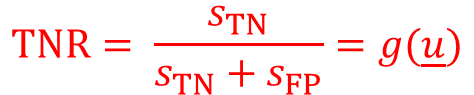 TNR = s_TN / (s_TN + s_FP) = g(u̲)